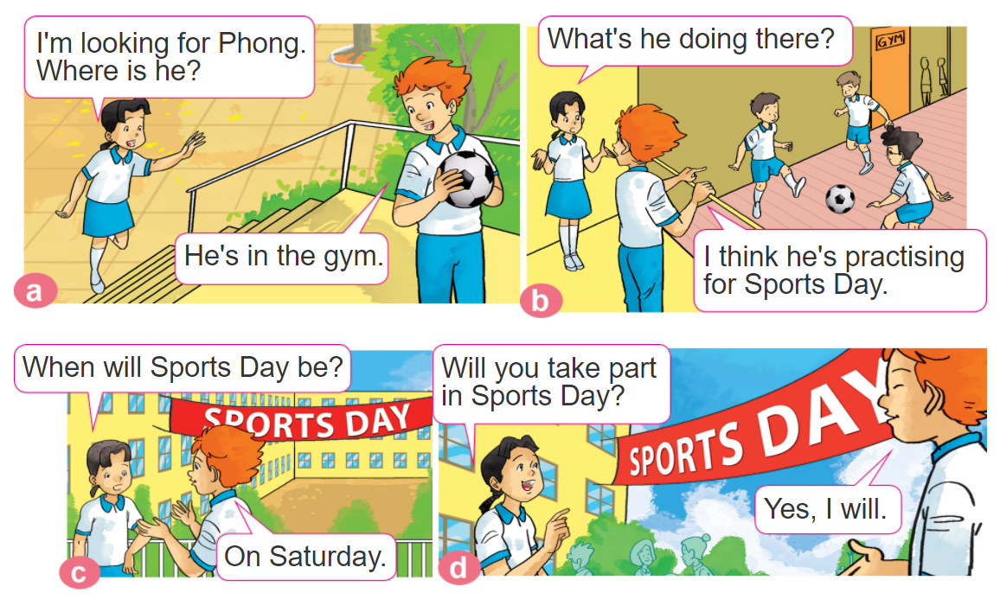 I'm looking for Phong.
Where is he?
He's in the gym.
a
What's he doing there?
GYM
I think he's practising
for Sports Day.
b
When will Sports Day be?
SPORTS DAY
On Saturday.
c
Will you take part
in Sports Day?
SPORTS DAY
Yes, I will.
d